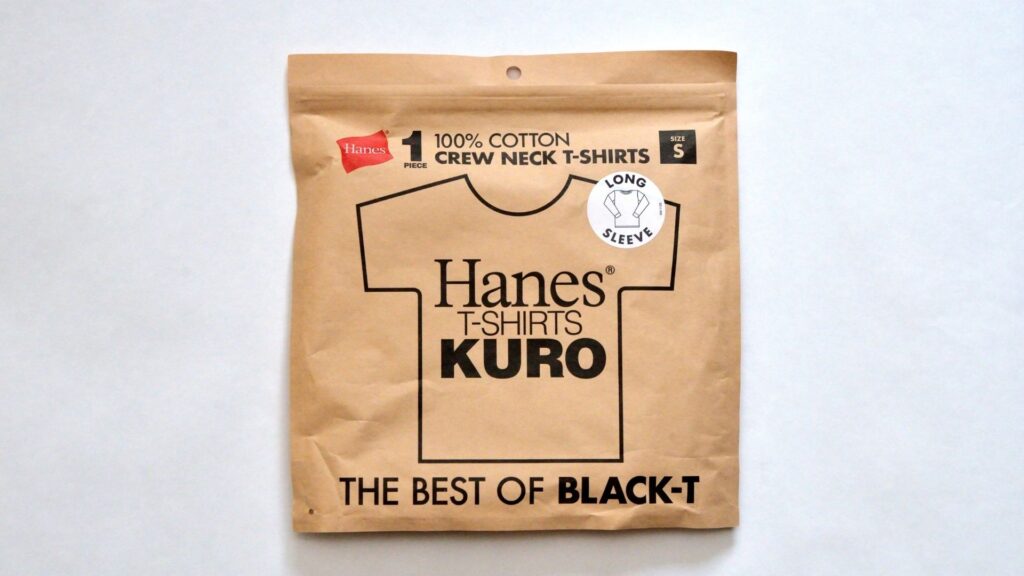 Hanes
1
PIECE
100% COTTON
CREW NECK T-SHIRTS
SIZE
S
LONG
SLEEVE
Hanes®
T-SHIRTS
KURO
THE BEST OF BLACK-T